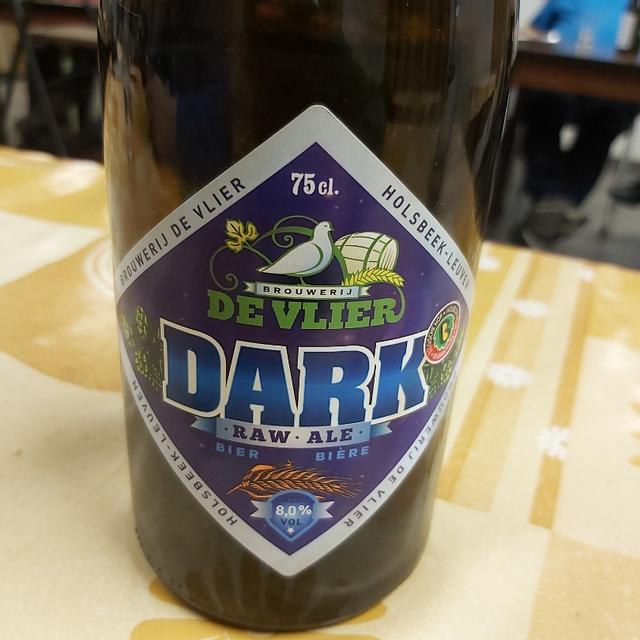 75 cl.
BROUWERIJ DE VLIER
HOLSBEEK-LEUVEN
BROUWERIJ
DE VLIER
DARK
· RAW · ALE ·
BIER BIÈRE
8,0%
VOL
HOLSBEEK-LEUVEN
BROUWERIJ DE VLIER